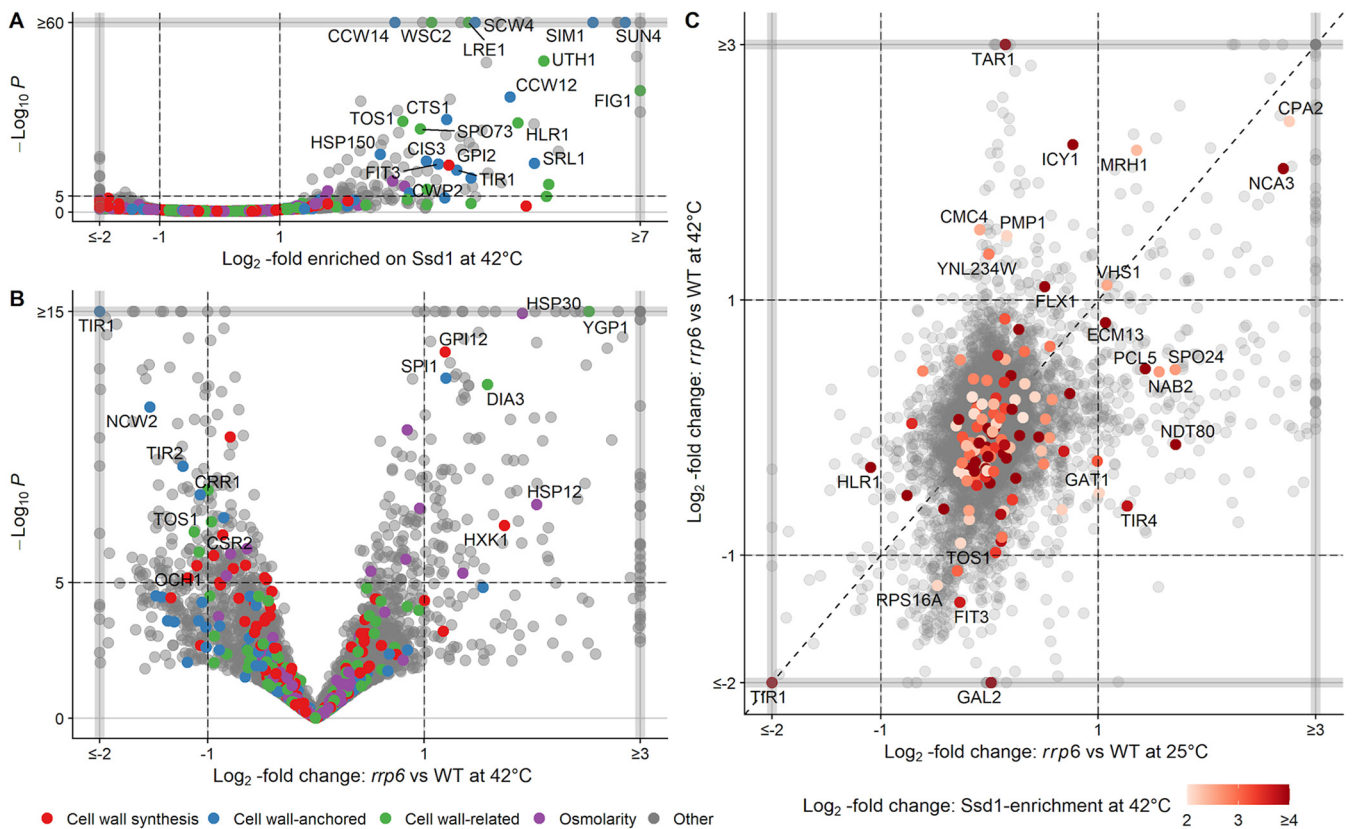 A
≥60
CCW14
WSC2
SCW4
LRE1
SIM1
SUN4
UTH1
CCW12
FIG1
TOS1
CTS1
SPO73
HLR1
HSP150
CIS3
GPI2
SRL1
FIT3
TIR1
CWP2
5
0
−Log10 P
≤-2
-1
1
≥7
Log2 -fold enriched on Ssd1 at 42°C
B
≥15
TIR1
HSP30
YGP1
GPI12
SPI1
DIA3
NCW2
TIR2
CRR1
HSP12
TOS1
CSR2
HXK1
OCH1
5
0
−Log10 P
≤-2
-1
1
≥3
Log2 -fold change: rrp6 vs WT at 42°C
Cell wall synthesis
Cell wall-anchored
Cell wall-related
Osmolarity
Other
C
≥3
TAR1
CPA2
ICY1
MRH1
NCA3
CMC4
PMP1
YNL234W
VHS1
FLX1
1
ECM13
PCL5
SPO24
NAB2
NDT80
HLR1
GAT1
TIR4
TOS1
-1
RPS16A
FIT3
≤-2
TfR1
GAL2
Log2 -fold change: rrp6 vs WT at 42°C
≤-2
-1
1
≥3
Log2 -fold change: rrp6 vs WT at 25°C
Log2 -fold change: Ssd1-enrichment at 42°C
2
3
≥4